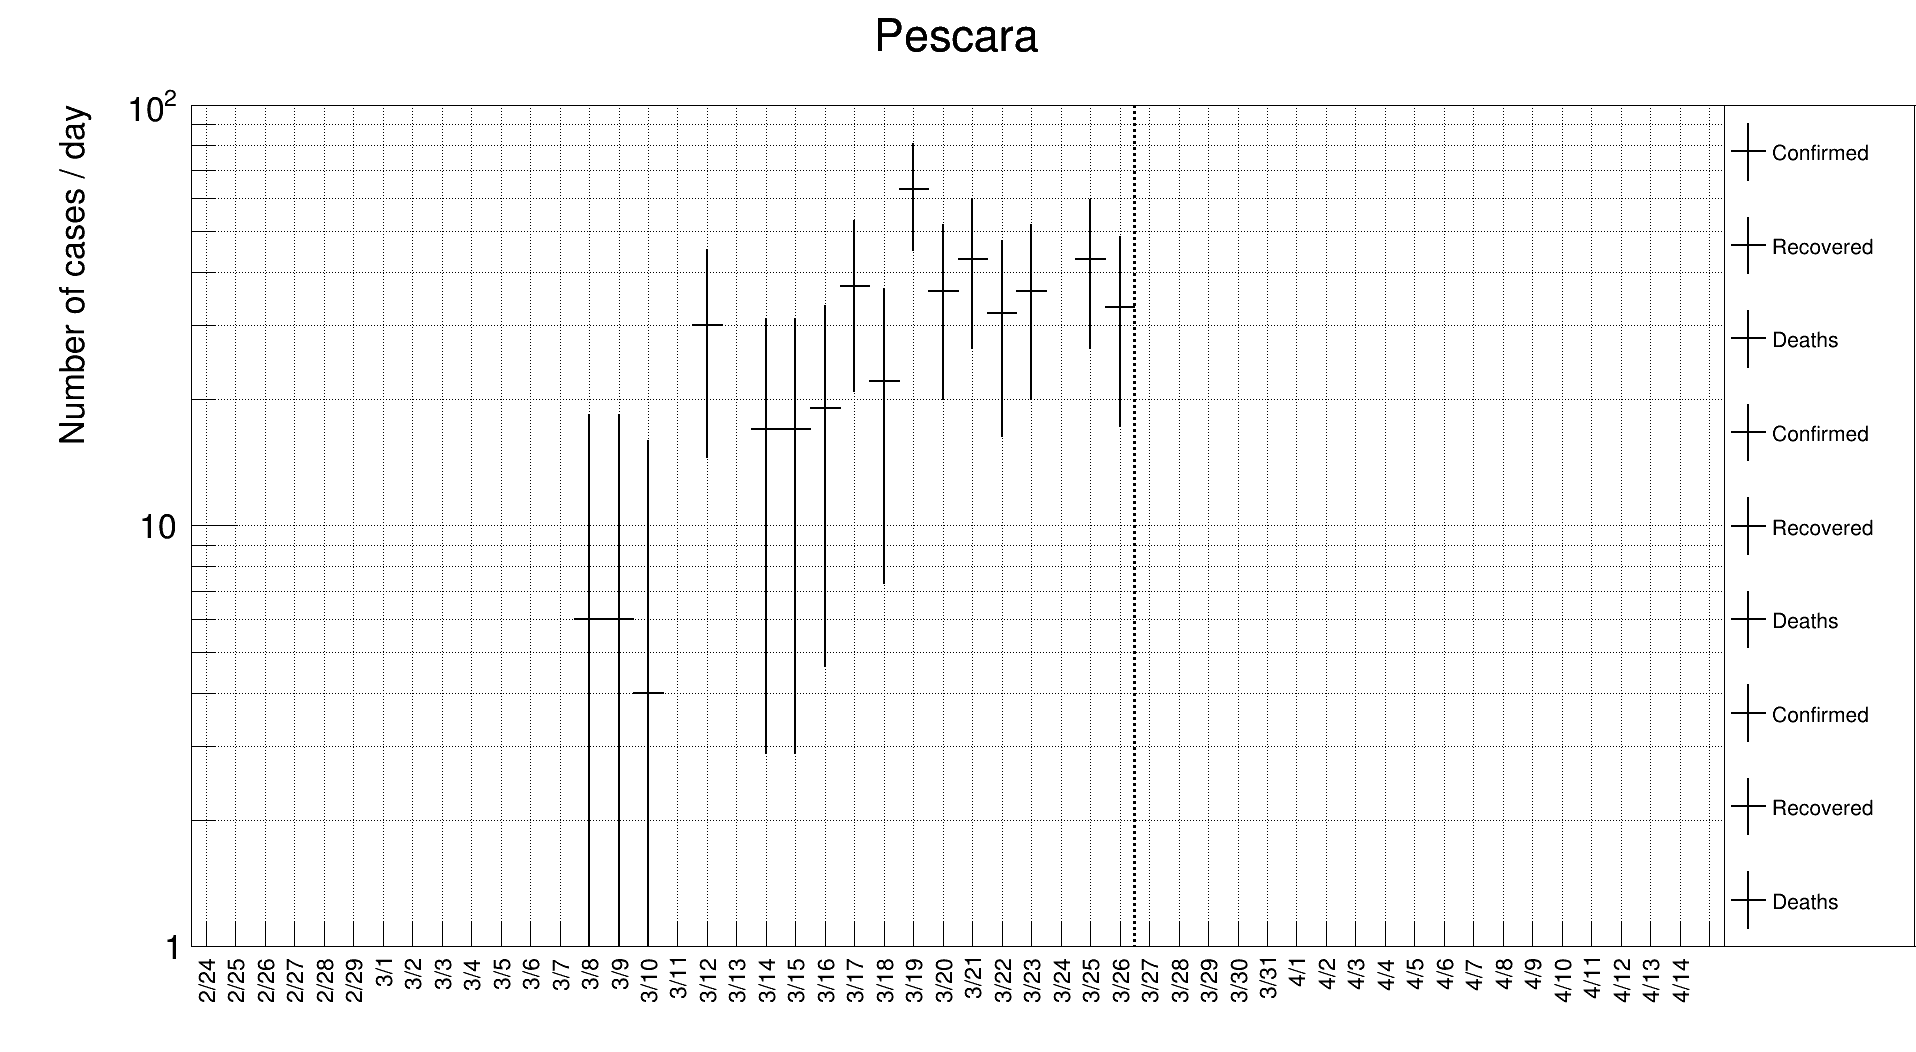 Pescara
Number of cases / day
10²
10
1
2/24 2/25 2/26 2/27 2/28 2/29 3/1 3/2 3/3 3/4 3/5 3/6 3/7 3/8 3/9 3/10 3/11 3/12 3/13 3/14 3/15 3/16 3/17 3/18 3/19 3/20 3/21 3/22 3/23 3/24 3/25 3/26 3/27 3/28 3/29 3/30 3/31 4/1 4/2 4/3 4/4 4/5 4/6 4/7 4/8 4/9 4/10 4/11 4/12 4/13 4/14
Confirmed
Recovered
Deaths
Confirmed
Recovered
Deaths
Confirmed
Recovered
Deaths